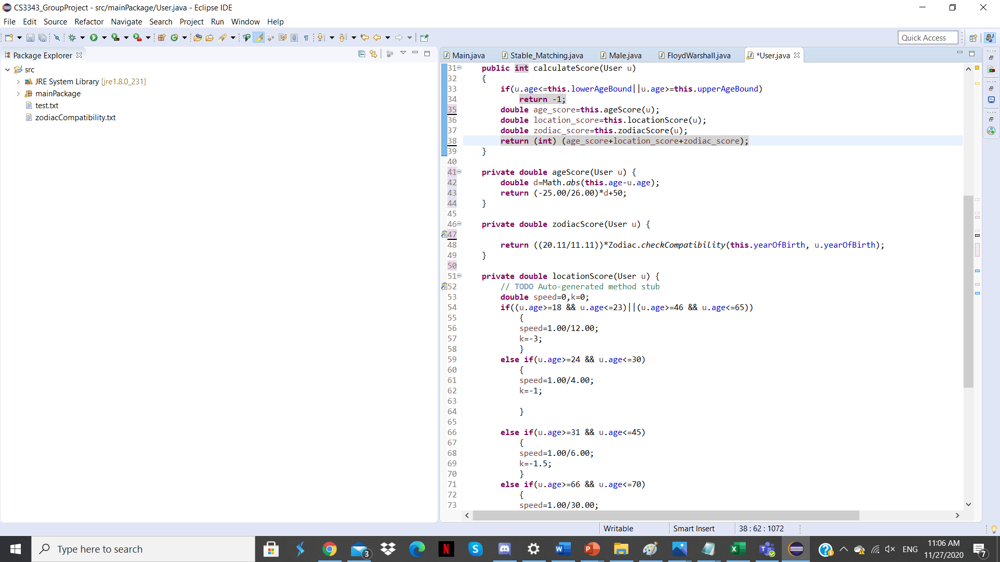 CS3343_GroupProject - src/mainPackage/User.java - Eclipse IDE
File Edit Source Refactor Navigate Search Project Run Window Help
Quick Access
Package Explorer
src
JRE System Library [jre1.8.0_231]
mainPackage
test.txt
zodiacCompatibility.txt
Main.java Stable_Matching.java Male.java FloydWarshall.java *User.java
31 public int calculateScore(User u)
32 {
33 if(u.age<=this.lowerAgeBound||u.age>=this.upperAgeBound)
34 return -1;
35 double age_score=this.ageScore(u);
36 double location_score=this.locationScore(u);
37 double zodiac_score=this.zodiacScore(u);
38 return (int) (age_score+location_score+zodiac_score);
39 }
40
41 private double ageScore(User u) {
42 double d=Math.abs(this.age-u.age);
43 return (-25.00/26.00)*d+50;
44 }
45
46 private double zodiacScore(User u) {
47
48 return ((20.11/11.11))*Zodiac.checkCompatibility(this.yearOfBirth, u.yearOfBirth);
49 }
50
51 private double locationScore(User u) {
52 // TODO Auto-generated method stub
53 double speed=0,k=0;
54 if((u.age>=18 && u.age<=23)||(u.age>=46 && u.age<=65))
55 {
56 speed=1.00/12.00;
57 k=-3;
58 }
59 else if(u.age>=24 && u.age<=30)
60 {
61 speed=1.00/4.00;
62 k=-1;
63
64 }
65
66 else if(u.age>=31 && u.age<=45)
67 {
68 speed=1.00/6.00;
69 k=-1.5;
70 }
71 else if(u.age>=66 && u.age<=70)
72 {
73 speed=1.00/30.00;
Writable Smart Insert 38 : 62 : 1072
Type here to search
3
ENG
11:06 AM
11/27/2020
7